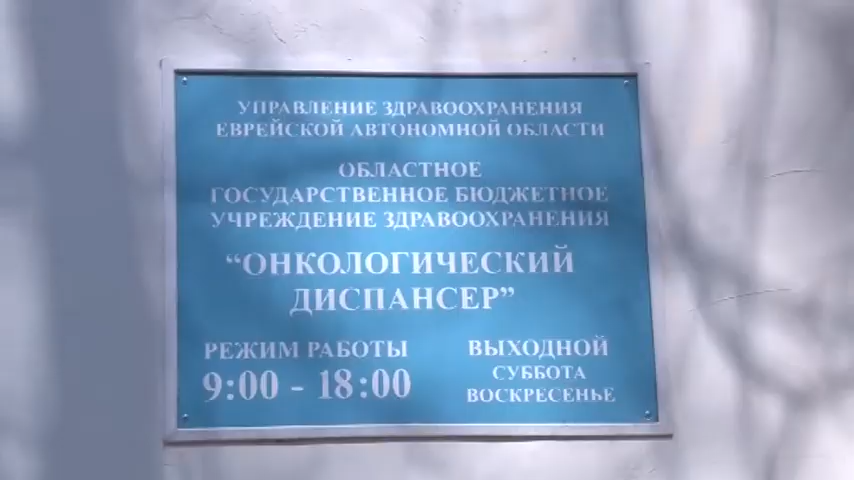 УПРАВЛЕНИЕ ЗДРАВООХРАНЕНИЯ
ЕВРЕЙСКОЙ АВТОНОМНОЙ ОБЛАСТИ
ОБЛАСТНОЕ
ГОСУДАРСТВЕННОЕ БЮДЖЕТНОЕ
УЧРЕЖДЕНИЕ ЗДРАВООХРАНЕНИЯ
“ОНКОЛОГИЧЕСКИЙ
ДИСПАНСЕР”
РЕЖИМ РАБОТЫ
9:00 - 18:00
ВЫХОДНОЙ
СУББОТА
ВОСКРЕСЕНЬЕ